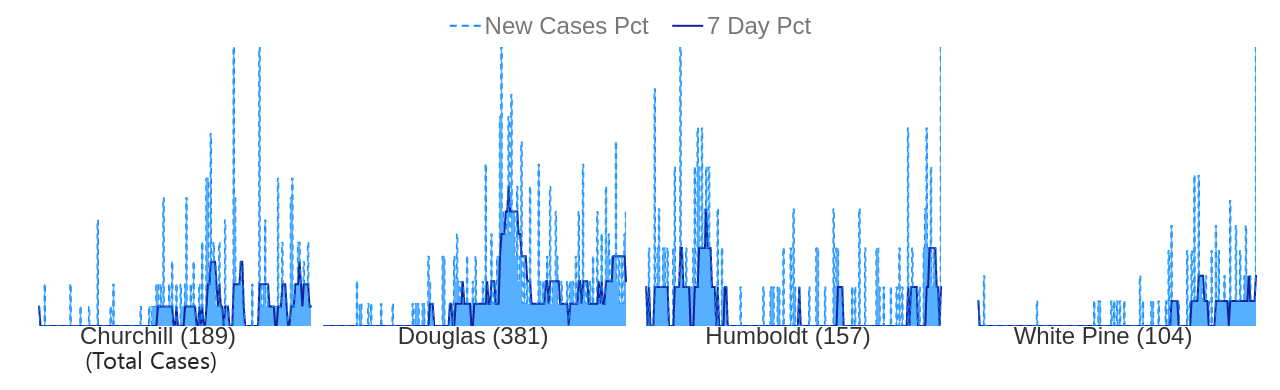 New Cases Pct 7 Day Pct
Churchill (189) Douglas (381) Humboldt (157) White Pine (104)
(Total Cases)